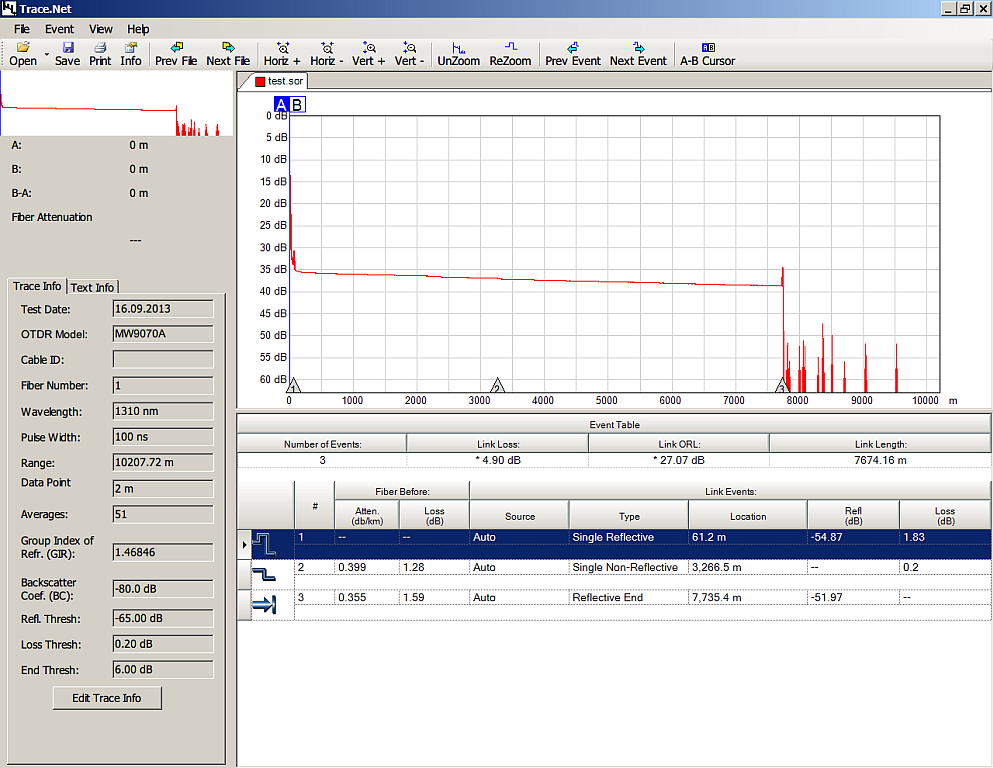 Trace.Net
File Event View Help
Open Save Print Info Prev File Next File Horiz + Horiz - Vert + Vert - UnZoom ReZoom Prev Event Next Event A-B Cursor
test.sor
A B
A: 0 m
B: 0 m
B-A: 0 m
Fiber Attenuation
---
0 dB
5 dB
10 dB
15 dB
20 dB
25 dB
30 dB
35 dB
40 dB
45 dB
50 dB
55 dB
60 dB
1 2 3
0 1000 2000 3000 4000 5000 6000 7000 8000 9000 10000 m
Trace Info Text Info
Test Date: 16.09.2013
OTDR Model: MW9070A
Cable ID:
Fiber Number: 1
Wavelength: 1310 nm
Pulse Width: 100 ns
Range: 10207.72 m
Data Point 2 m
Averages: 51
Group Index of
Refr. (GIR): 1.46846
Backscatter
Coef. (BC): -80.0 dB
Refl. Thresh: -65.00 dB
Loss Thresh: 0.20 dB
End Thresh: 6.00 dB
Edit Trace Info
Event Table
Number of Events: Link Loss: Link ORL: Link Length:
3 * 4.90 dB * 27.07 dB 7674.16 m
Fiber Before: Link Events:
# Atten. (db/km) Loss (dB) Source Type Location Refl (dB) Loss (dB)
1 -- -- Auto Single Reflective 61.2 m -54.87 1.83
2 0.399 1.28 Auto Single Non-Reflective 3,266.5 m -- 0.2
3 0.355 1.59 Auto Reflective End 7,735.4 m -51.97 --